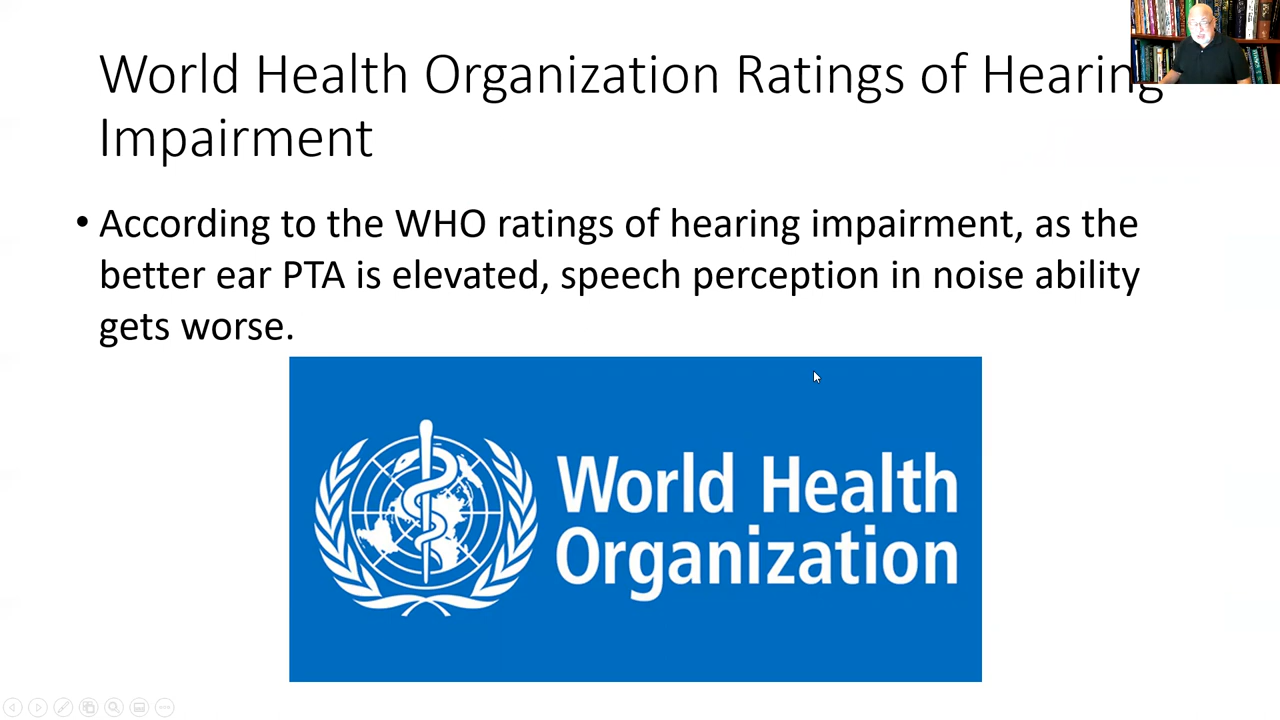 World Health Organization Ratings of Hearing
Impairment
• According to the WHO ratings of hearing impairment, as the
better ear PTA is elevated, speech perception in noise ability
gets worse.
World Health
Organization